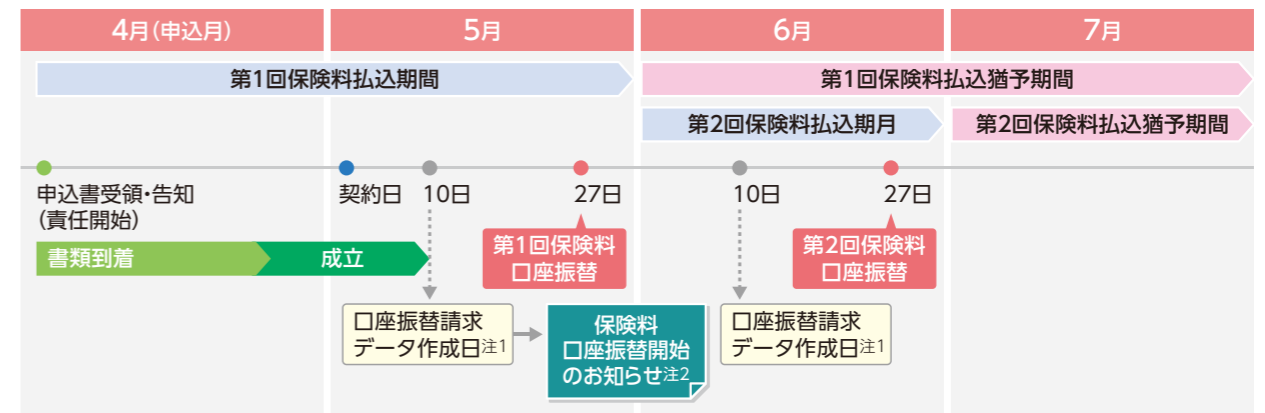 4月（申込月）
5月
6月
7月
第1回保険料払込期間
第1回保険料払込猶予期間
第2回保険料払込期月
第2回保険料払込猶予期間
申込書受領・告知
（責任開始）
契約日
10日
27日
10日
27日
書類到着
成立
第1回保険料
口座振替
第2回保険料
口座振替
口座振替請求
データ作成日注1
保険料
口座振替開始
のお知らせ注2
口座振替請求
データ作成日注1